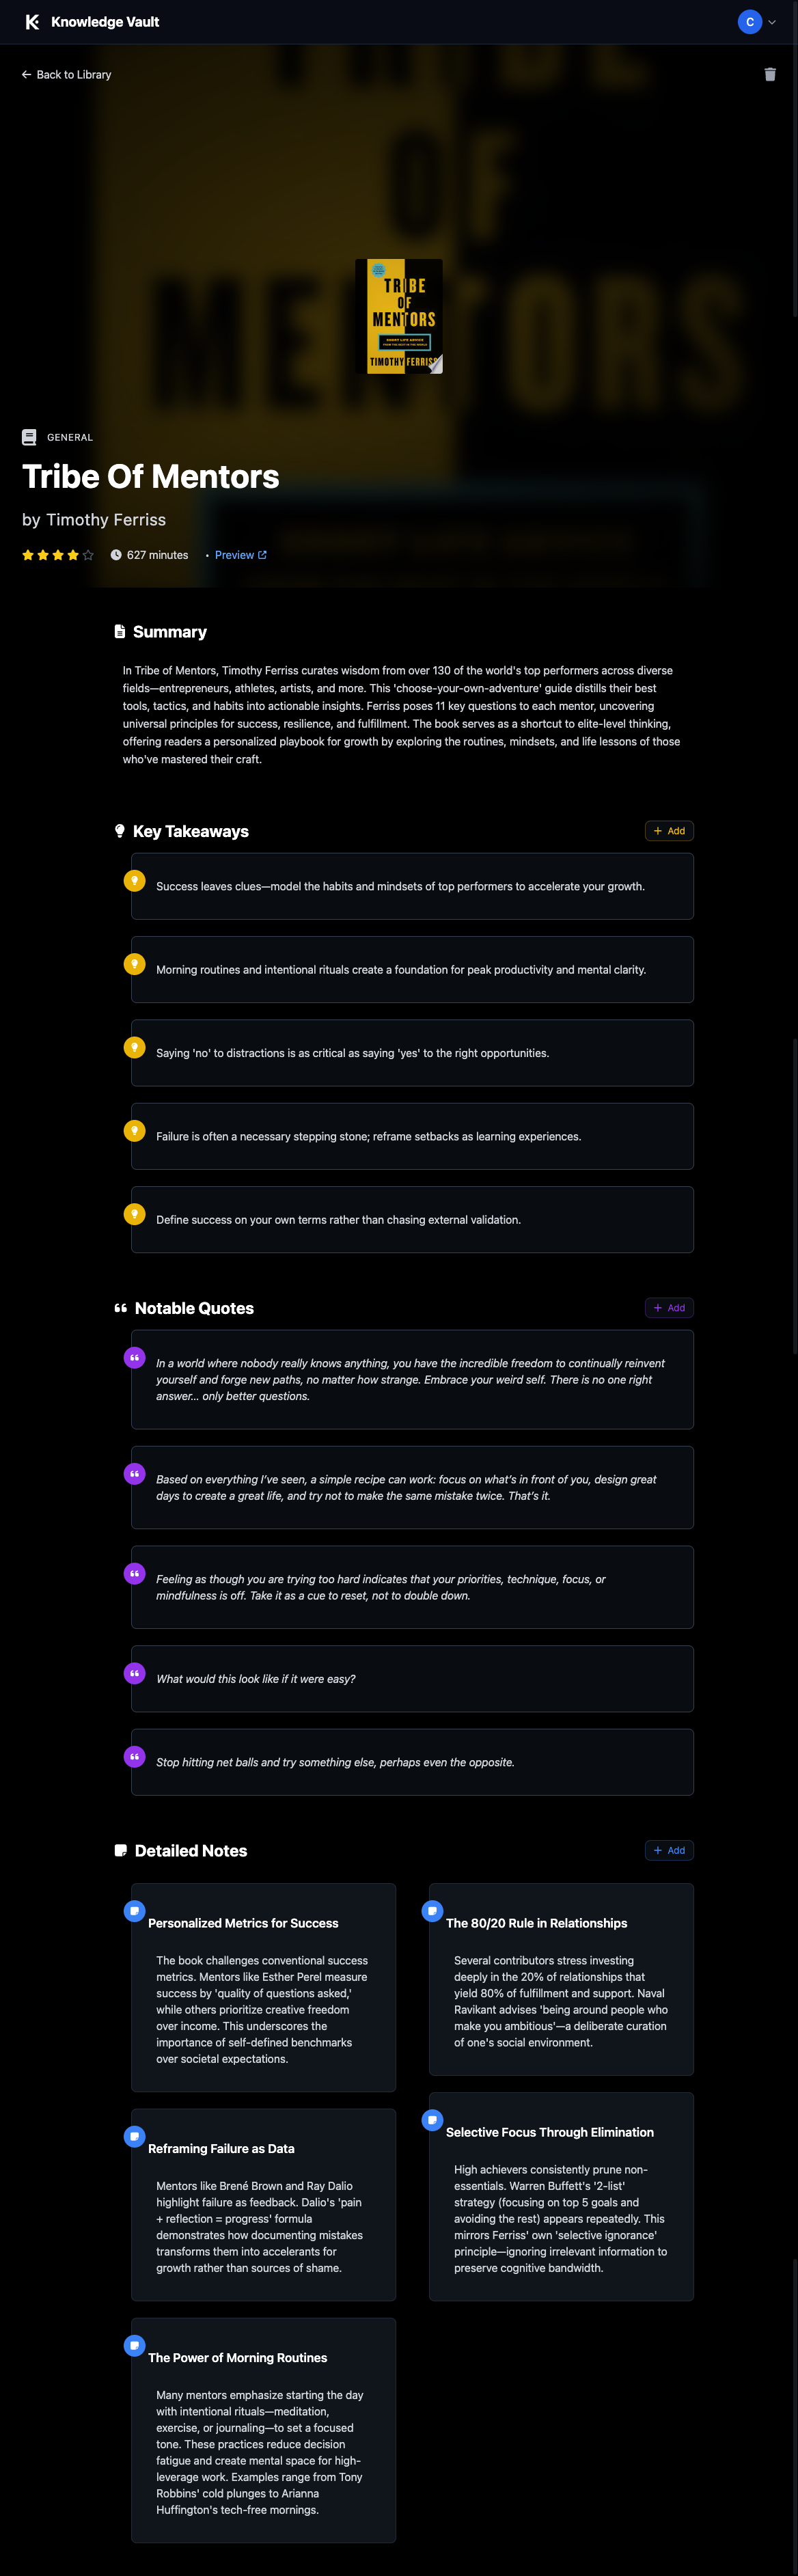 Knowledge Vault
C
Back to Library
TRIBE
OF
MENTORS
TRIBE
OF
MENTORS
SHORT LIFE ADVICE
FROM THE BEST IN THE WORLD
TIMOTHY FERRISS
GENERAL
Tribe Of Mentors
by Timothy Ferriss
627 minutes
• Preview
Summary
In Tribe of Mentors, Timothy Ferriss curates wisdom from over 130 of the world's top performers across diverse
fields—entrepreneurs, athletes, artists, and more. This 'choose-your-own-adventure' guide distills their best
tools, tactics, and habits into actionable insights. Ferriss poses 11 key questions to each mentor, uncovering
universal principles for success, resilience, and fulfillment. The book serves as a shortcut to elite-level thinking,
offering readers a personalized playbook for growth by exploring the routines, mindsets, and life lessons of those
who've mastered their craft.
Key Takeaways
+ Add
Success leaves clues—model the habits and mindsets of top performers to accelerate your growth.
Morning routines and intentional rituals create a foundation for peak productivity and mental clarity.
Saying 'no' to distractions is as critical as saying 'yes' to the right opportunities.
Failure is often a necessary stepping stone; reframe setbacks as learning experiences.
Define success on your own terms rather than chasing external validation.
Notable Quotes
+ Add
In a world where nobody really knows anything, you have the incredible freedom to continually reinvent
yourself and forge new paths, no matter how strange. Embrace your weird self. There is no one right
answer... only better questions.
Based on everything I've seen, a simple recipe can work: focus on what's in front of you, design great
days to create a great life, and try not to make the same mistake twice. That's it.
Feeling as though you are trying too hard indicates that your priorities, technique, focus, or
mindfulness is off. Take it as a cue to reset, not to double down.
What would this look like if it were easy?
Stop hitting net balls and try something else, perhaps even the opposite.
Detailed Notes
+ Add
Personalized Metrics for Success
The book challenges conventional success
metrics. Mentors like Esther Perel measure
success by 'quality of questions asked,'
while others prioritize creative freedom
over income. This underscores the
importance of self-defined benchmarks
over societal expectations.
The 80/20 Rule in Relationships
Several contributors stress investing
deeply in the 20% of relationships that
yield 80% of fulfillment and support. Naval
Ravikant advises 'being around people who
make you ambitious'—a deliberate curation
of one's social environment.
Reframing Failure as Data
Mentors like Brené Brown and Ray Dalio
highlight failure as feedback. Dalio's 'pain
+ reflection = progress' formula
demonstrates how documenting mistakes
transforms them into accelerants for
growth rather than sources of shame.
Selective Focus Through Elimination
High achievers consistently prune non-
essentials. Warren Buffett's '2-list'
strategy (focusing on top 5 goals and
avoiding the rest) appears repeatedly. This
mirrors Ferriss' own 'selective ignorance'
principle—ignoring irrelevant information to
preserve cognitive bandwidth.
The Power of Morning Routines
Many mentors emphasize starting the day
with intentional rituals—meditation,
exercise, or journaling—to set a focused
tone. These practices reduce decision
fatigue and create mental space for high-
leverage work. Examples range from Tony
Robbins' cold plunges to Arianna
Huffington's tech-free mornings.